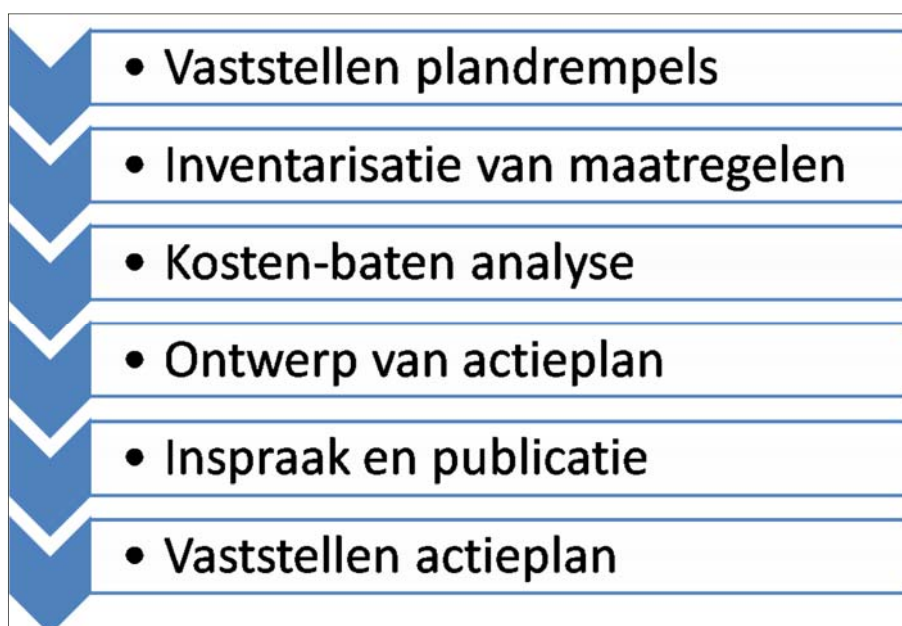 • Vaststellen plandrempels
• Inventarisatie van maatregelen
• Kosten-baten analyse
• Ontwerp van actieplan
• Inspraak en publicatie
• Vaststellen actieplan